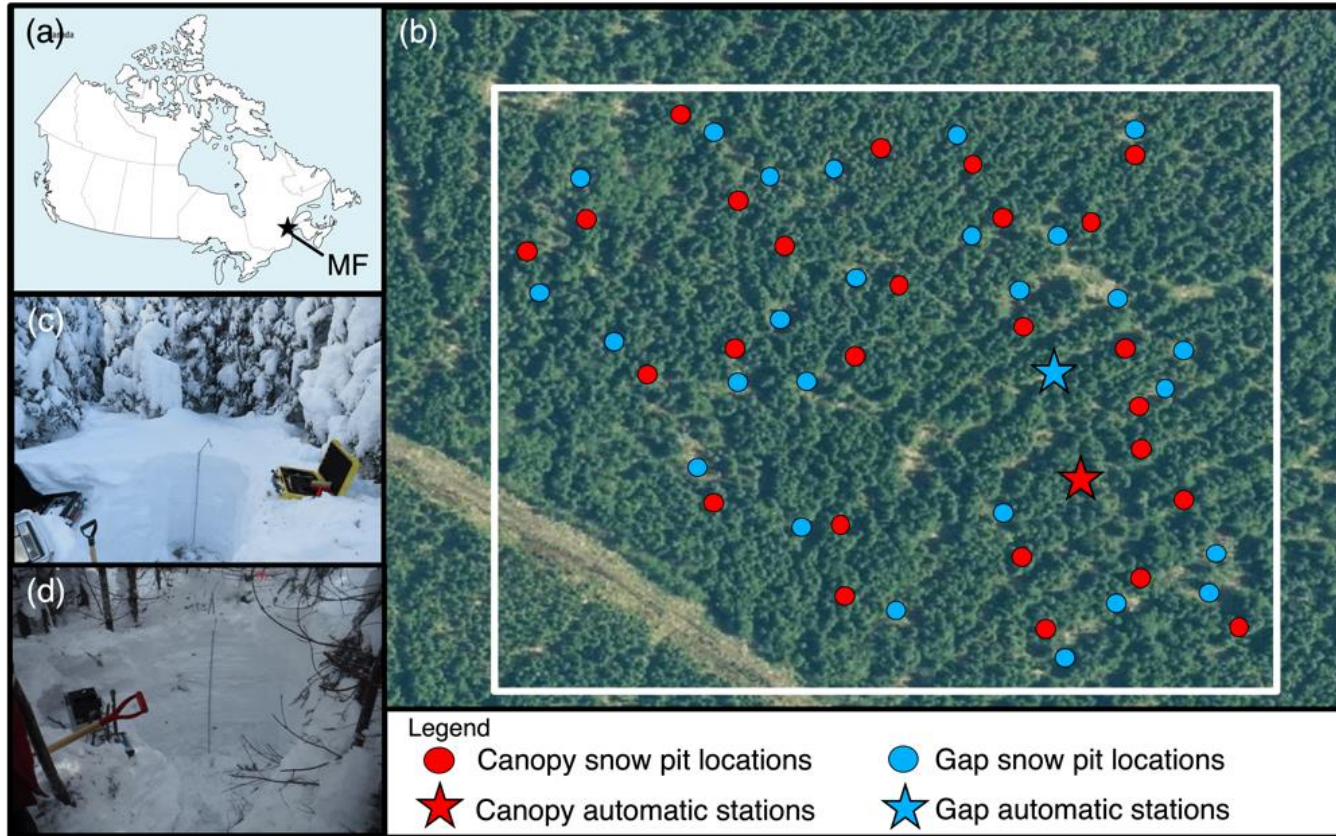 (a)
MF
(b)
(c)
(d)
Legend
Canopy snow pit locations
Gap snow pit locations
Canopy automatic stations
Gap automatic stations